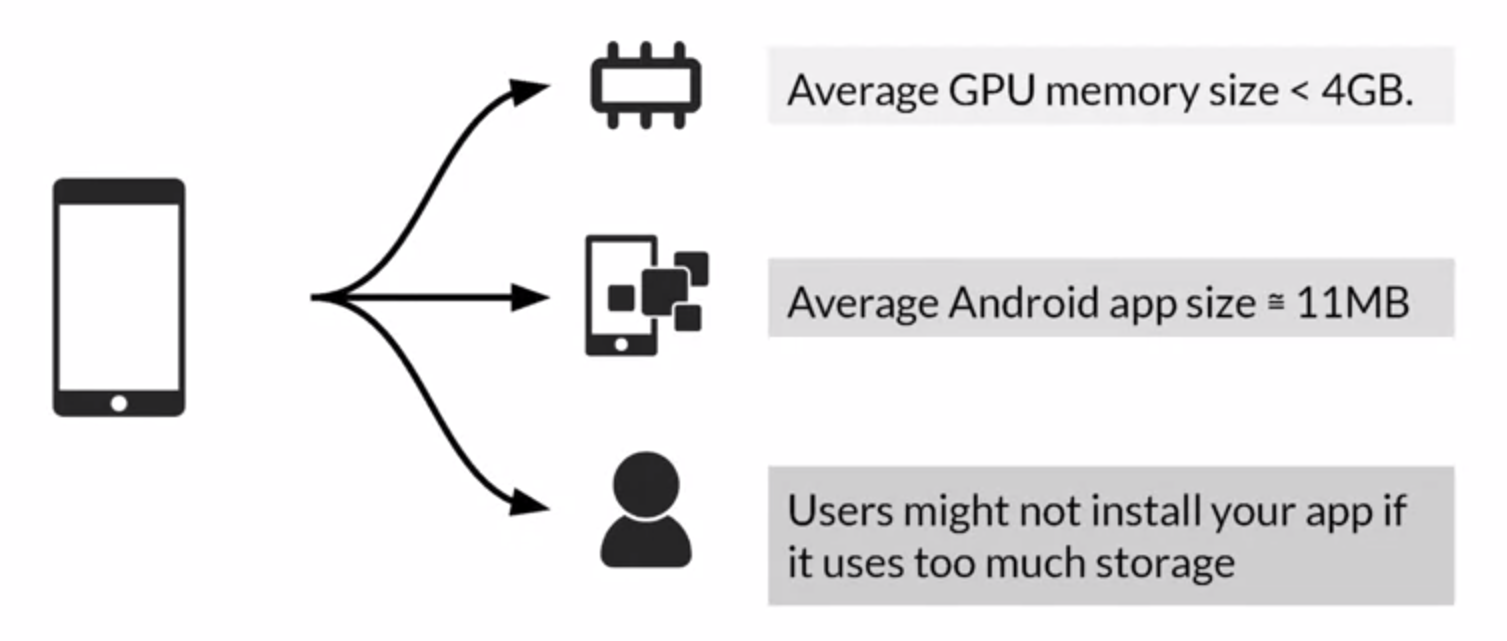 Average GPU memory size < 4GB.
Average Android app size ≅ 11MB
Users might not install your app if
it uses too much storage